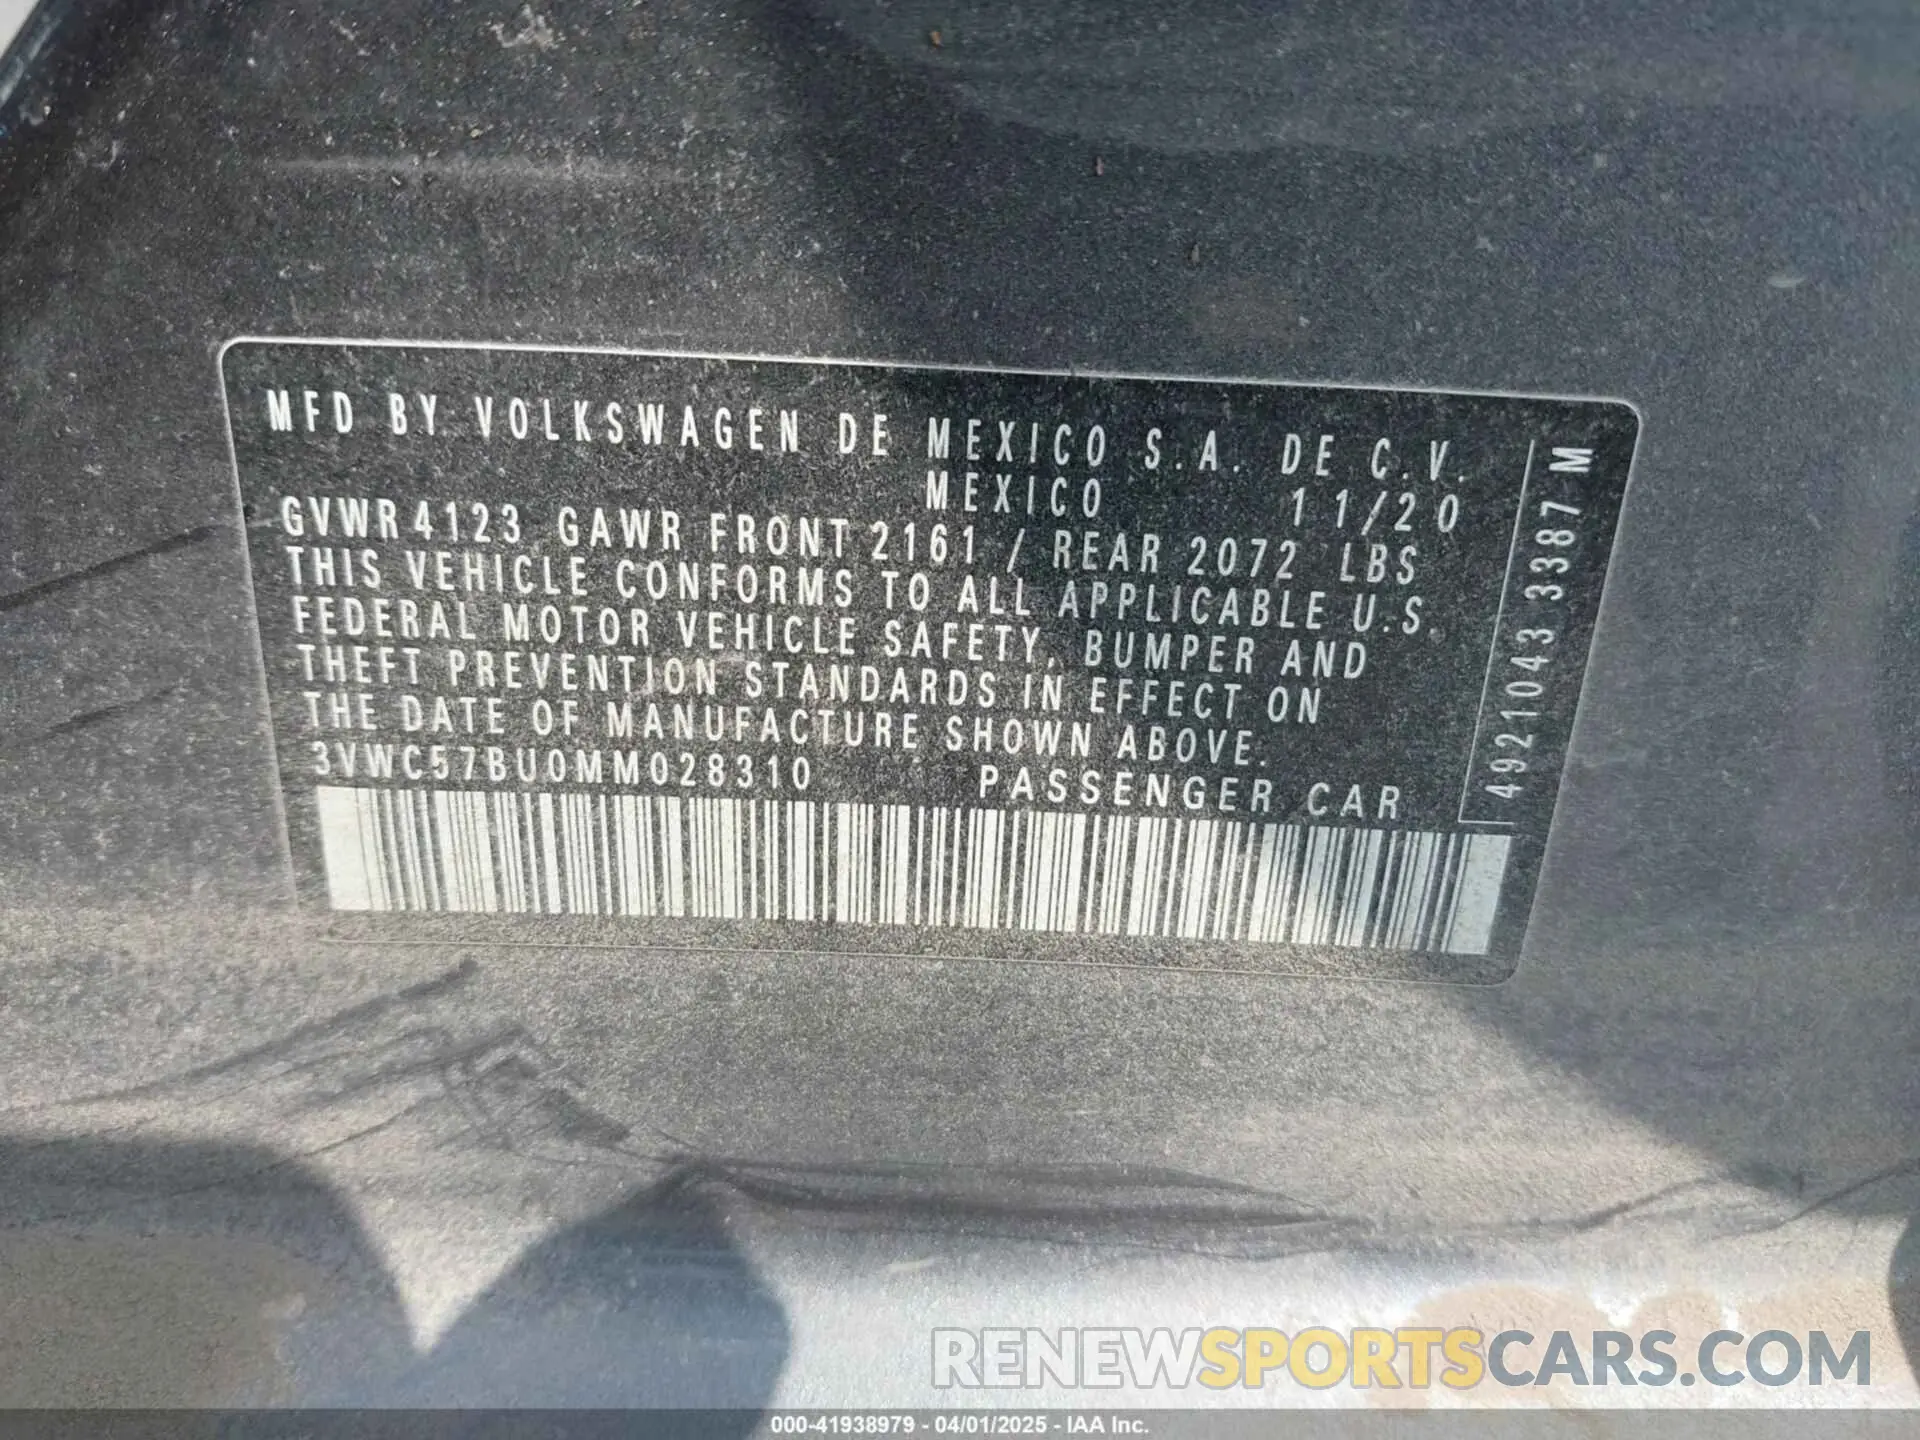 MFD BY VOLKSWAGEN DE MEXICO S.A. DE C.V.
MEXICO 11/20
GVWR 4123 GAWR FRONT 2161 / REAR 2072 LBS
THIS VEHICLE CONFORMS TO ALL APPLICABLE U.S.
FEDERAL MOTOR VEHICLE SAFETY, BUMPER AND
THEFT PREVENTION STANDARDS IN EFFECT ON
THE DATE OF MANUFACTURE SHOWN ABOVE.
3VWC57BU0MM028310 PASSENGER CAR
4921043 3387 M
RENEWSPORTSCARS.COM
000-41938979 - 04/01/2025 - IAA Inc.